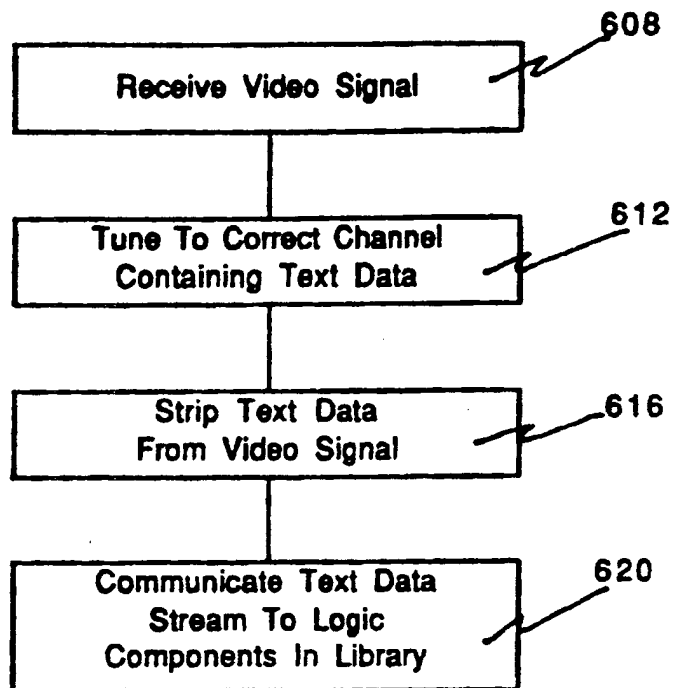 608
Receive Video Signal
612
Tune To Correct Channel
Containing Text Data
616
Strip Text Data
From Video Signal
620
Communicate Text Data
Stream To Logic
Components In Library